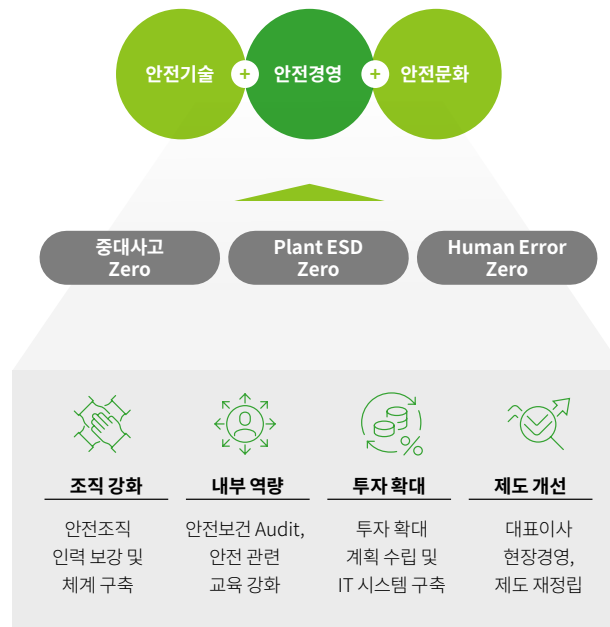 안전기술 + 안전경영 + 안전문화
중대사고
Zero
Plant ESD
Zero
Human Error
Zero
조직 강화
안전조직
인력 보강 및
체계 구축
내부 역량
안전보건 Audit,
안전 관련
교육 강화
투자 확대
투자 확대
계획 수립 및
IT 시스템 구축
제도 개선
대표이사
현장경영,
제도 재정립